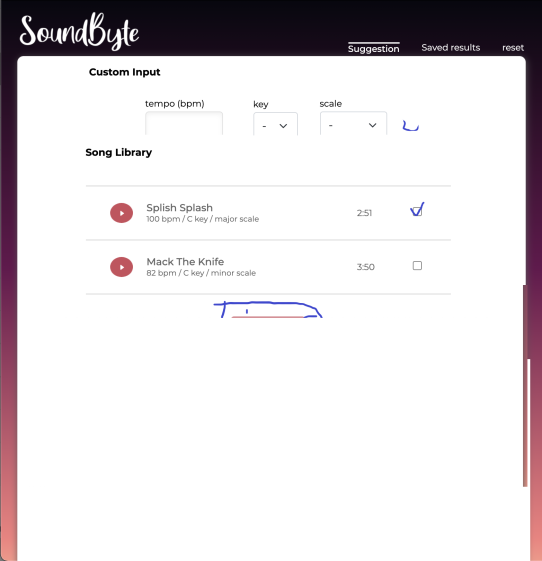 SoundByte
Suggestion Saved results reset
Custom Input
tempo (bpm) key scale
- -
Song Library
Splish Splash 2:51
100 bpm / C key / major scale
Mack The Knife 3:50
82 bpm / C key / minor scale